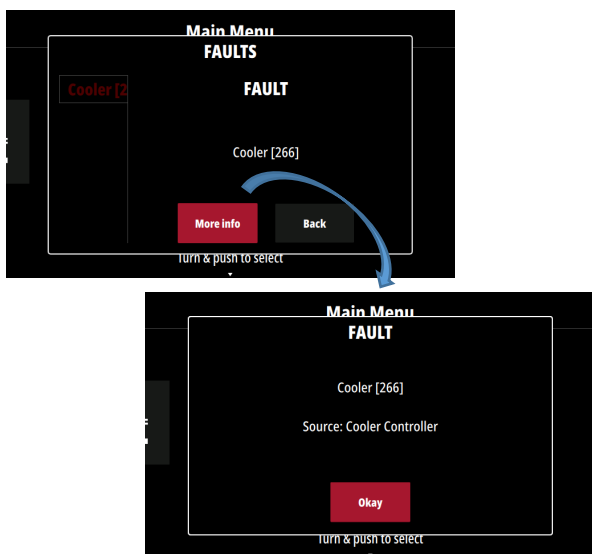 Main Menu
FAULTS
Cooler [2
FAULT
Cooler [266]
More info
Back
Turn & push to select
Main Menu
FAULT
Cooler [266]
Source: Cooler Controller
Okay
Turn & push to select